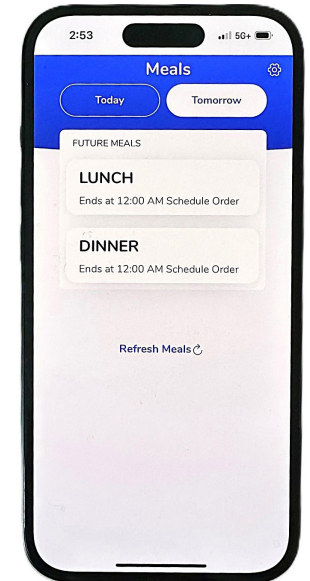 2:53
5G+
Meals
Today
Tomorrow
FUTURE MEALS
LUNCH
Ends at 12:00 AM Schedule Order
DINNER
Ends at 12:00 AM Schedule Order
Refresh Meals